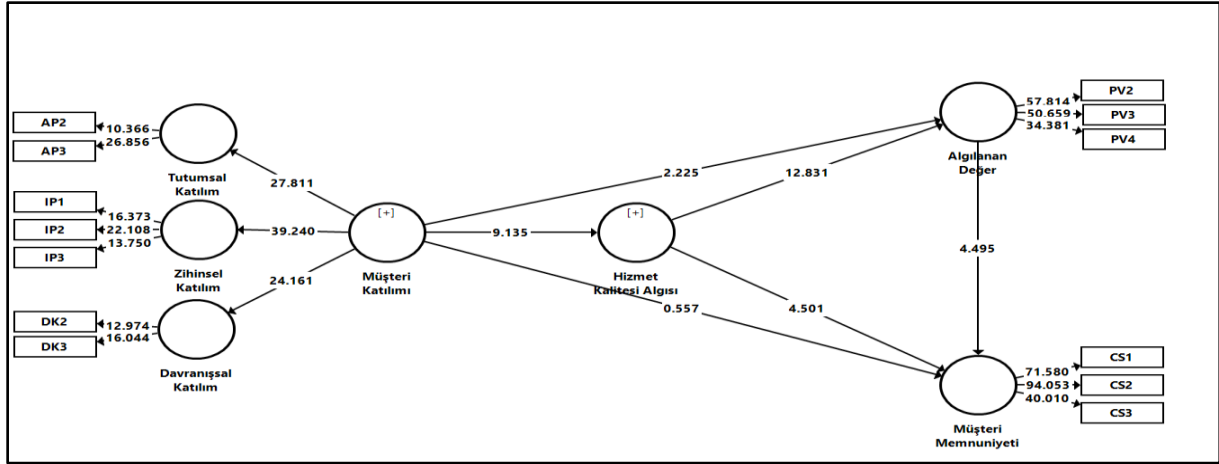 AP2
AP3
10.366
26.856
Tutumsal
Katılım
27.811
IP1
IP2
IP3
16.373
22.108
13.750
Zihinsel
Katılım
39.240
DK2
DK3
12.974
16.044
Davranışsal
Katılım
24.161
[+]
Müşteri
Katılımı
9.135
[+]
Hizmet
Kalitesi Algısı
2.225
12.831
0.557
4.501
Algılanan
Değer
57.814
50.659
34.381
PV2
PV3
PV4
4.495
Müşteri
Memnuniyeti
71.580
94.053
40.010
CS1
CS2
CS3